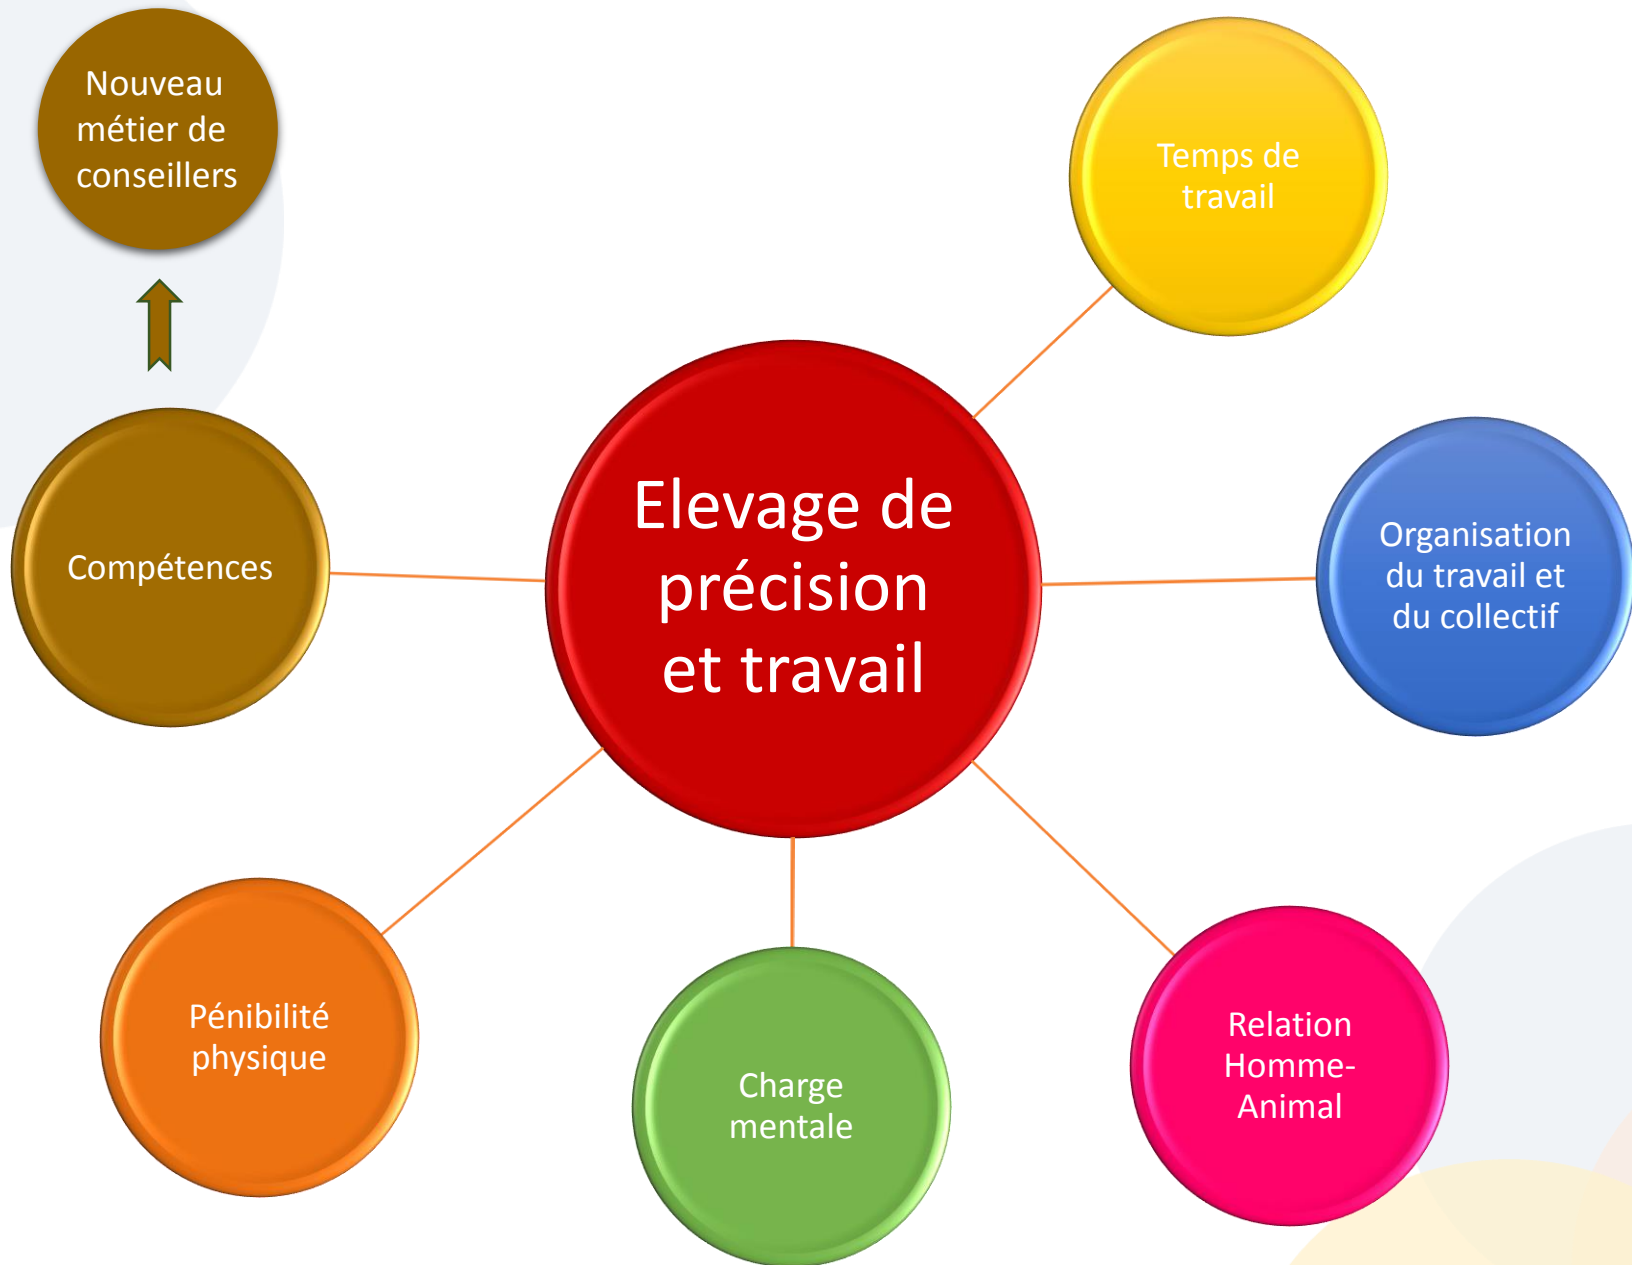 Nouveau
métier de
conseillers
Temps de
travail
Elevage de
précision
et travail
Compétences
Organisation
du travail et
du collectif
Pénibilité
physique
Charge
mentale
Relation
Homme-
Animal